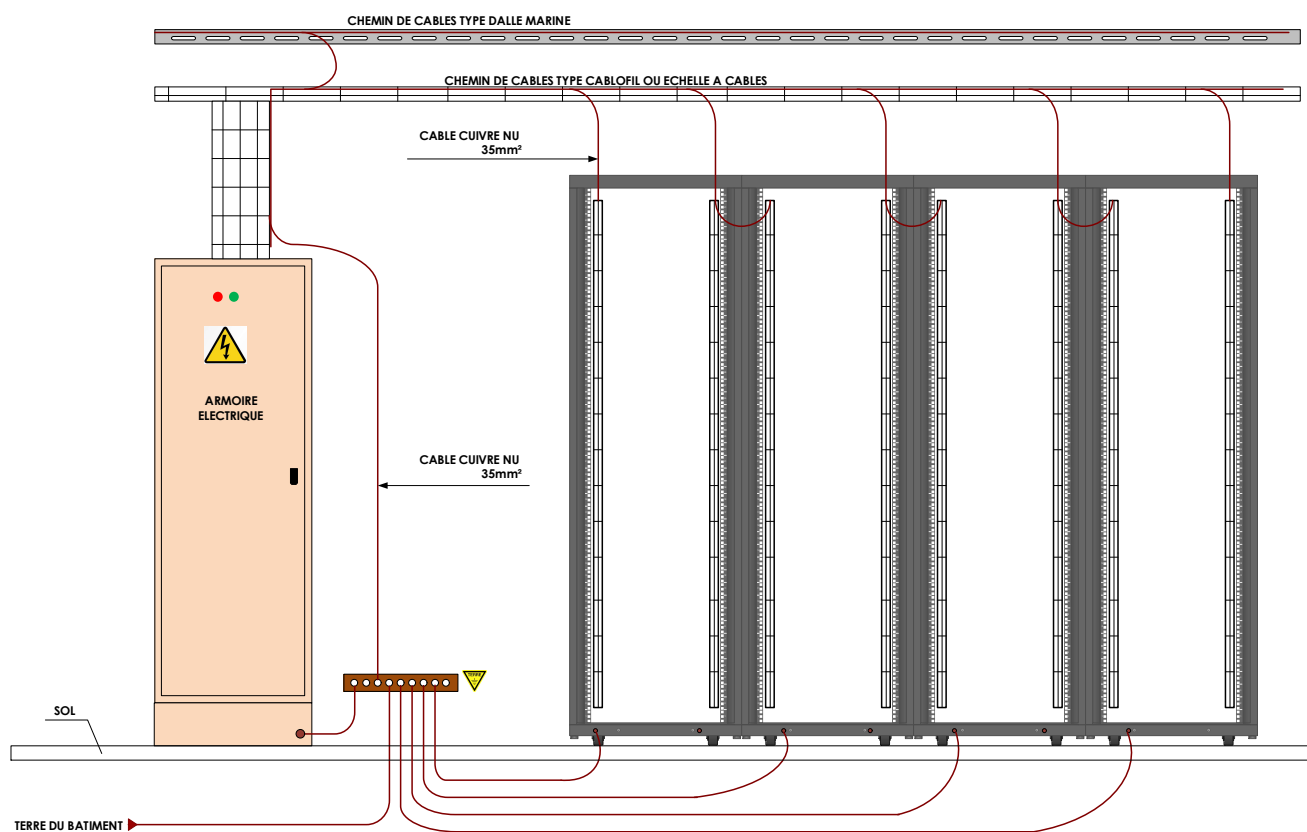 CHEMIN DE CABLES TYPE DALLE MARINE
CHEMIN DE CABLES TYPE CABLOFIL OU ECHELLE A CABLES
CABLE CUIVRE NU
35mm²
ARMOIRE
ELECTRIQUE
CABLE CUIVRE NU
35mm²
TERRE
SOL
TERRE DU BATIMENT